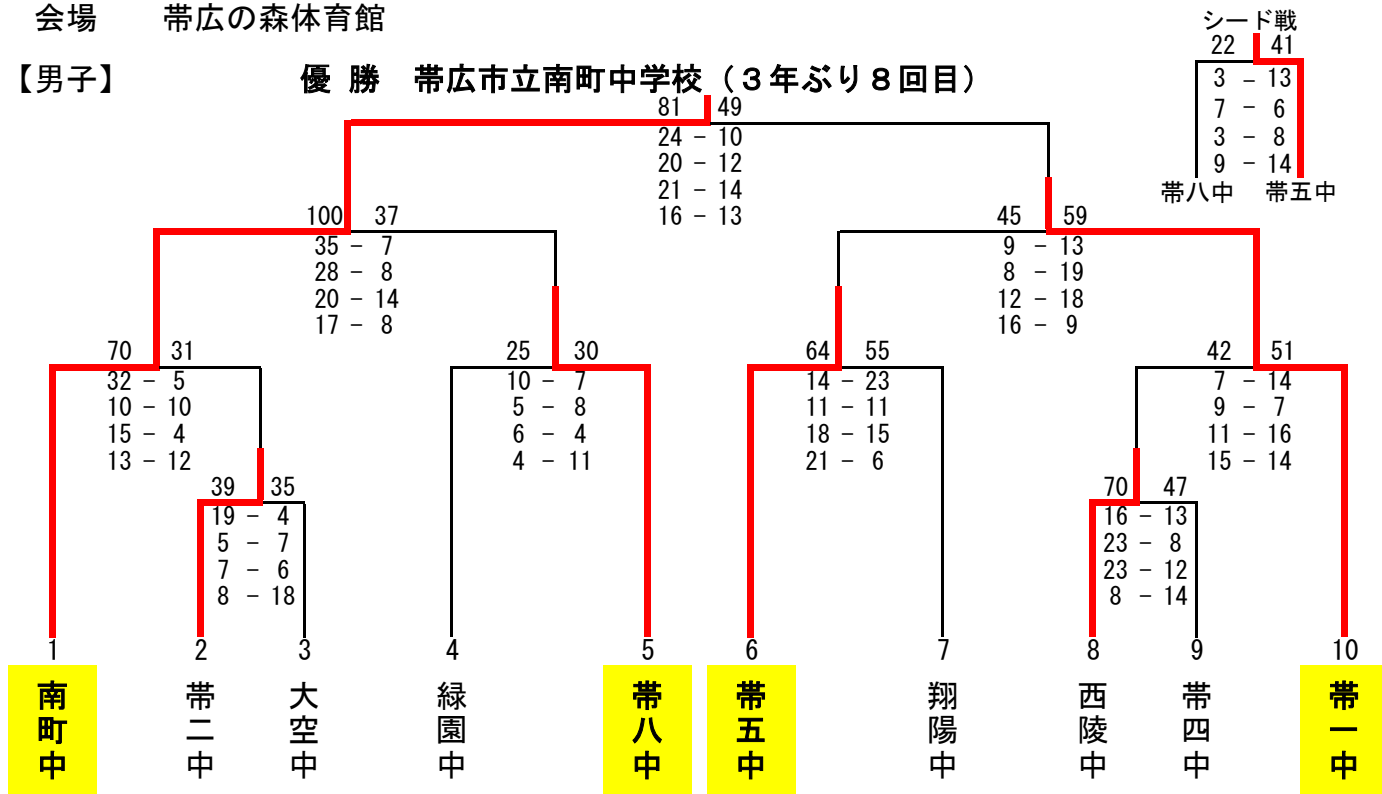 会場　　帯広の森体育館
シード戦
22 41
【男子】　優 勝　帯広市立南町中学校（３年ぶり８回目）
3 － 13
7 － 6
3 － 8
9 － 14
帯八中 帯五中
81 49
24 － 10
20 － 12
21 － 14
16 － 13
100 37
35 － 7
28 － 8
20 － 14
17 － 8
45 59
9 － 13
8 － 19
12 － 18
16 － 9
70 31
32 － 5
10 － 10
15 － 4
13 － 12
25 30
10 － 7
5 － 8
6 － 4
4 － 11
64 55
14 － 23
11 － 11
18 － 15
21 － 6
42 51
7 － 14
9 － 7
11 － 16
15 － 14
39 35
19 － 4
5 － 7
7 － 6
8 － 18
70 47
16 － 13
23 － 8
23 － 12
8 － 14
1 2 3 4 5 6 7 8 9 10
南町中
帯二中
大空中
緑園中
帯八中
帯五中
翔陽中
西陵中
帯四中
帯一中